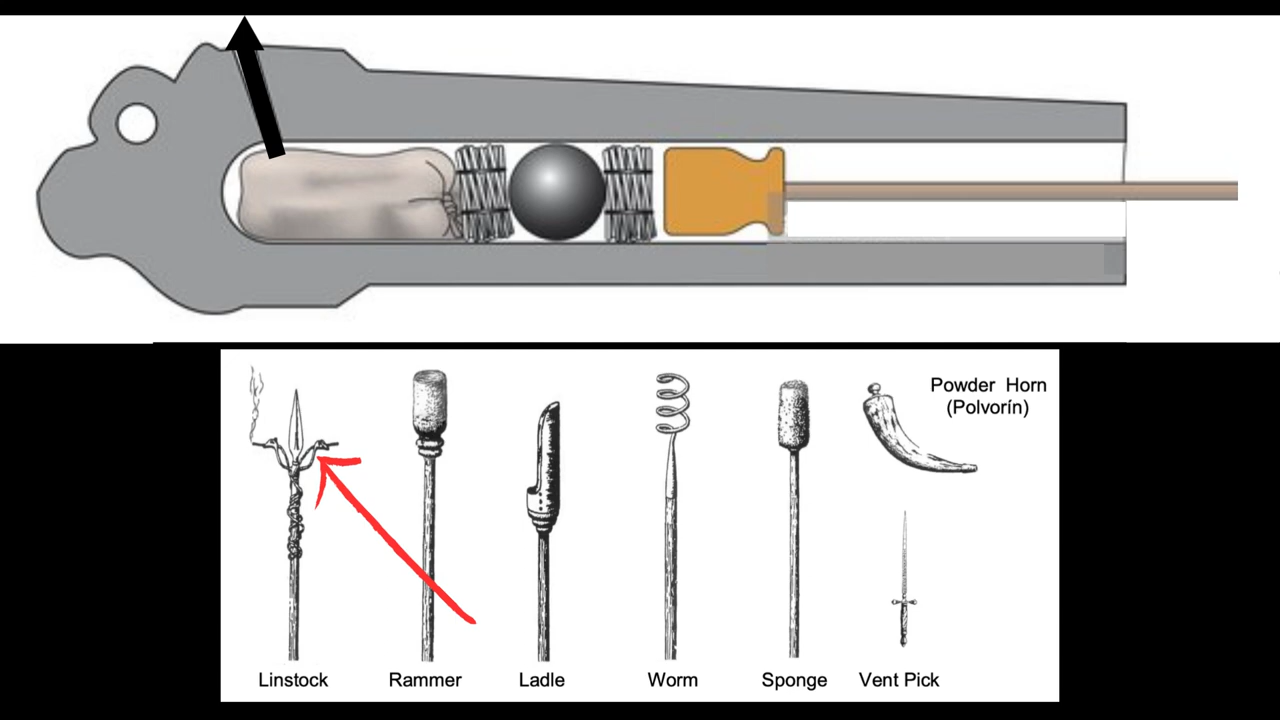 Powder Horn
(Polvorín)
Linstock
Rammer
Ladle
Worm
Sponge
Vent Pick